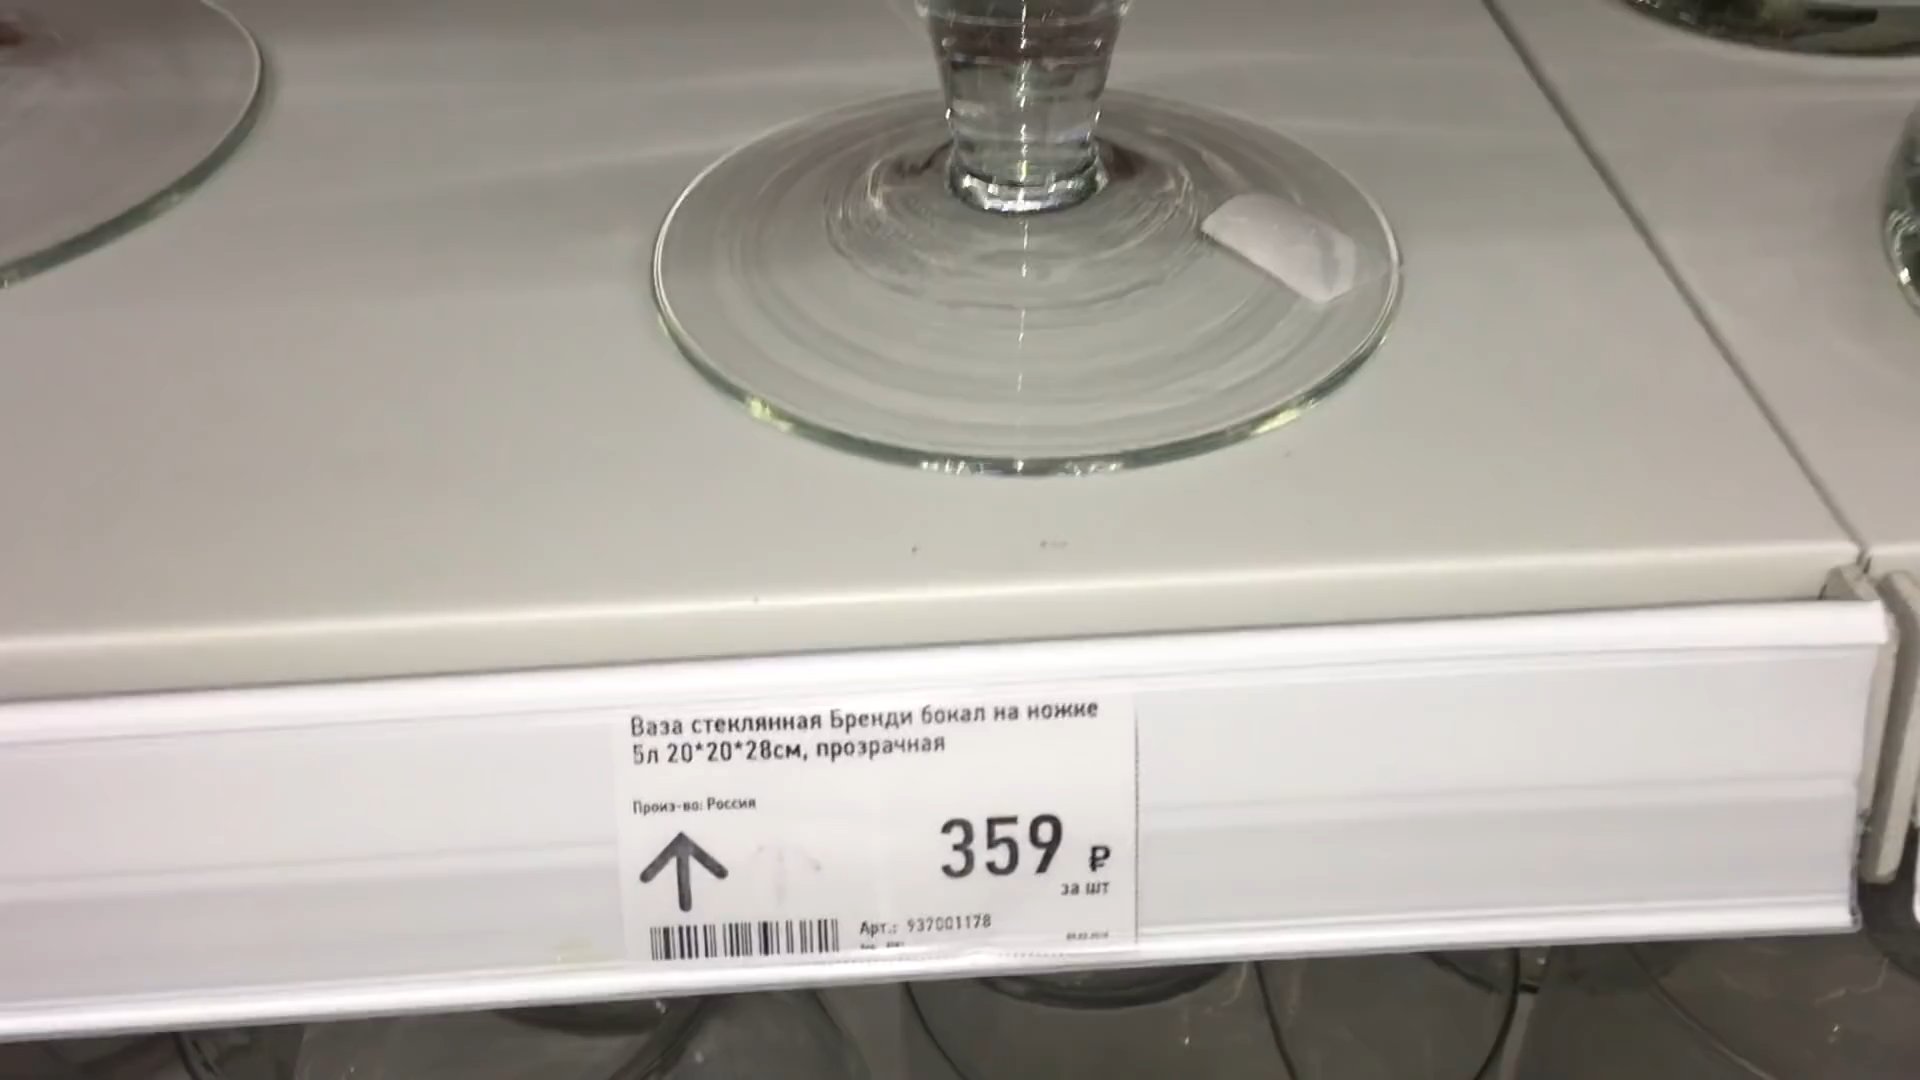 Ваза стеклянная Бренди бокал на ножке
5л 20*20*28см, прозрачная
Произ-во: Россия
359 ₽
за шт
Арт.: 937001178